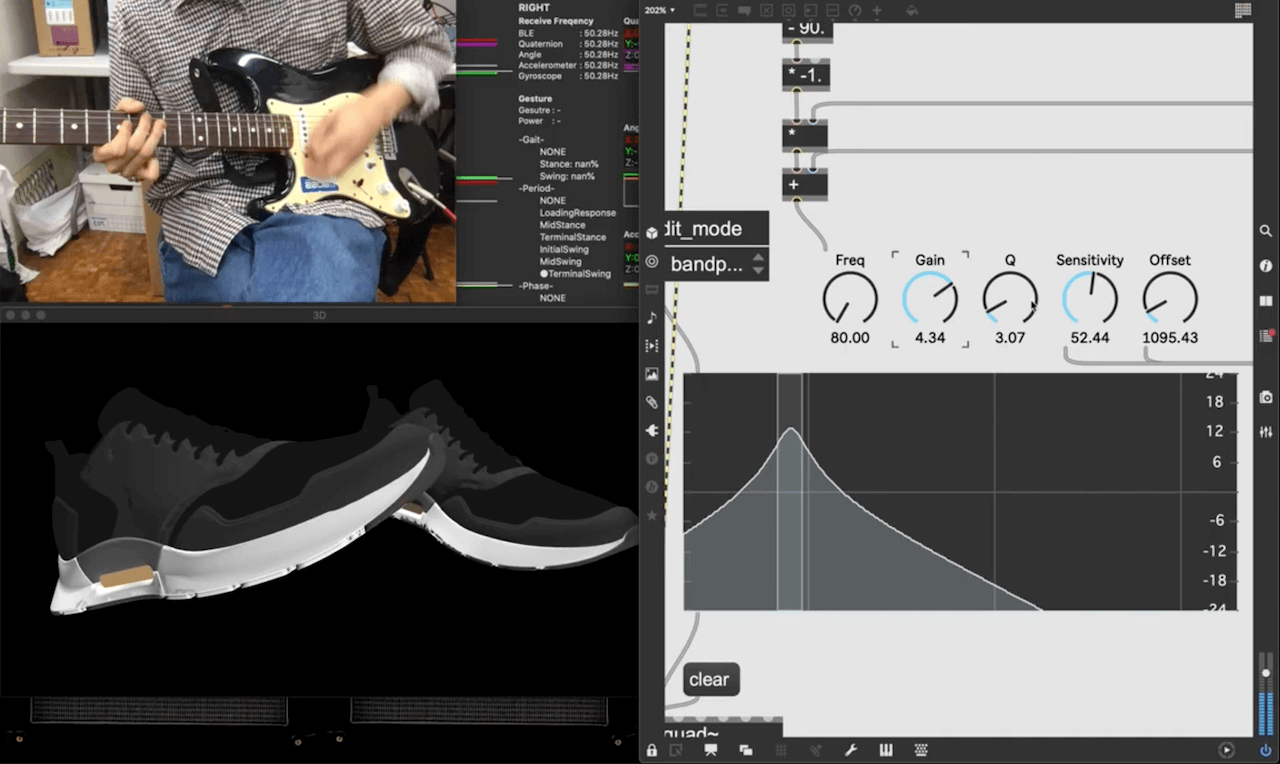 RIGHT
Receive Freqency
BLE : 50.28Hz
Quaternion : 50.28Hz
Angle : 50.28Hz
Accelerometer : 50.28Hz
Gyroscope : 50.28Hz
Gesture
Gesutre : -
Power : -
-Gait-
NONE
Stance: nan%
Swing: nan%
-Period-
NONE
LoadingResponse
MidStance
TerminalStance
InitialSwing
MidSwing
TerminalSwing
-Phase-
NONE
3D
202%
- 90.
* -1.
*
+
dit_mode
bandp...
Freq Gain Q Sensitivity Offset
80.00 4.34 3.07 52.44 1095.43
24
18
12
6
-6
-12
-18
-24
clear
quad~